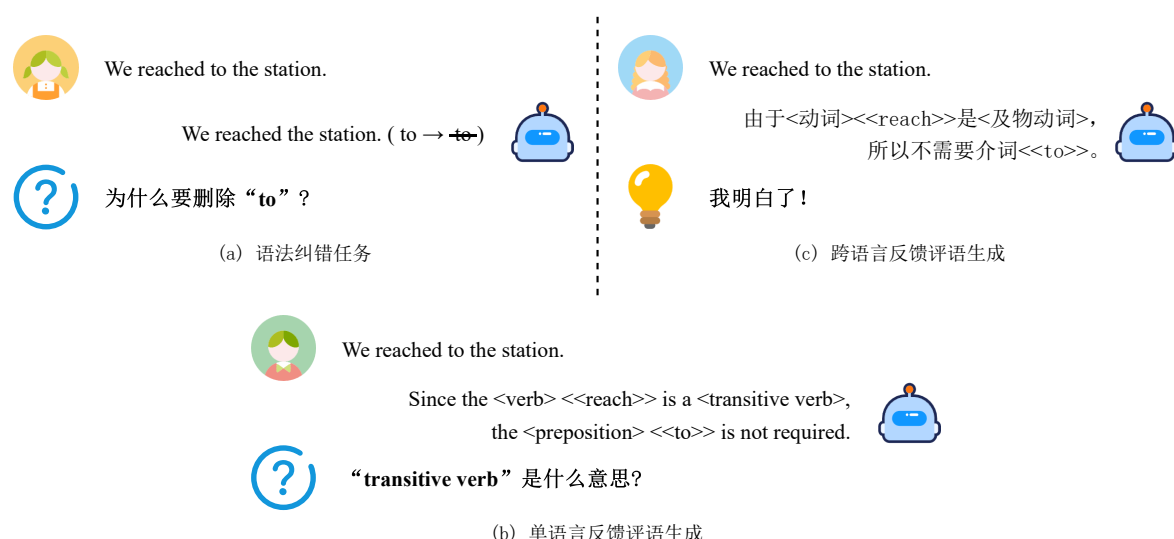 We reached to the station.
We reached the station. ( to → to )
为什么要删除“to”?
(a) 语法纠错任务
We reached to the station.
由于<动词><<reach>>是<及物动词>,
所以不需要介词<<to>>。
我明白了!
(c) 跨语言反馈评语生成
We reached to the station.
Since the <verb> <<reach>> is a <transitive verb>,
the <preposition> <<to>> is not required.
“transitive verb”是什么意思?
(b) 单语言反馈评语生成